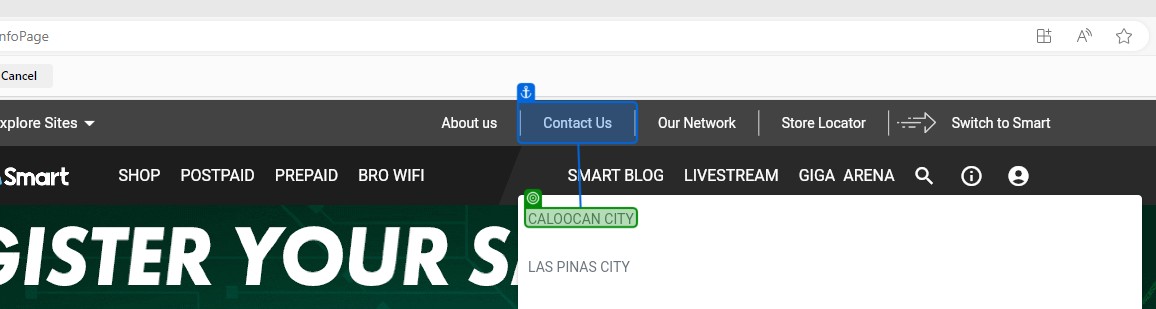 nfoPage
Cancel
xplore Sites
About us
Contact Us
Our Network
Store Locator
Switch to Smart
Smart
SHOP
POSTPAID
PREPAID
BRO WIFI
SMART BLOG
LIVESTREAM
GIGA ARENA
CALOOCAN CITY
GISTER YOUR S
LAS PINAS CITY